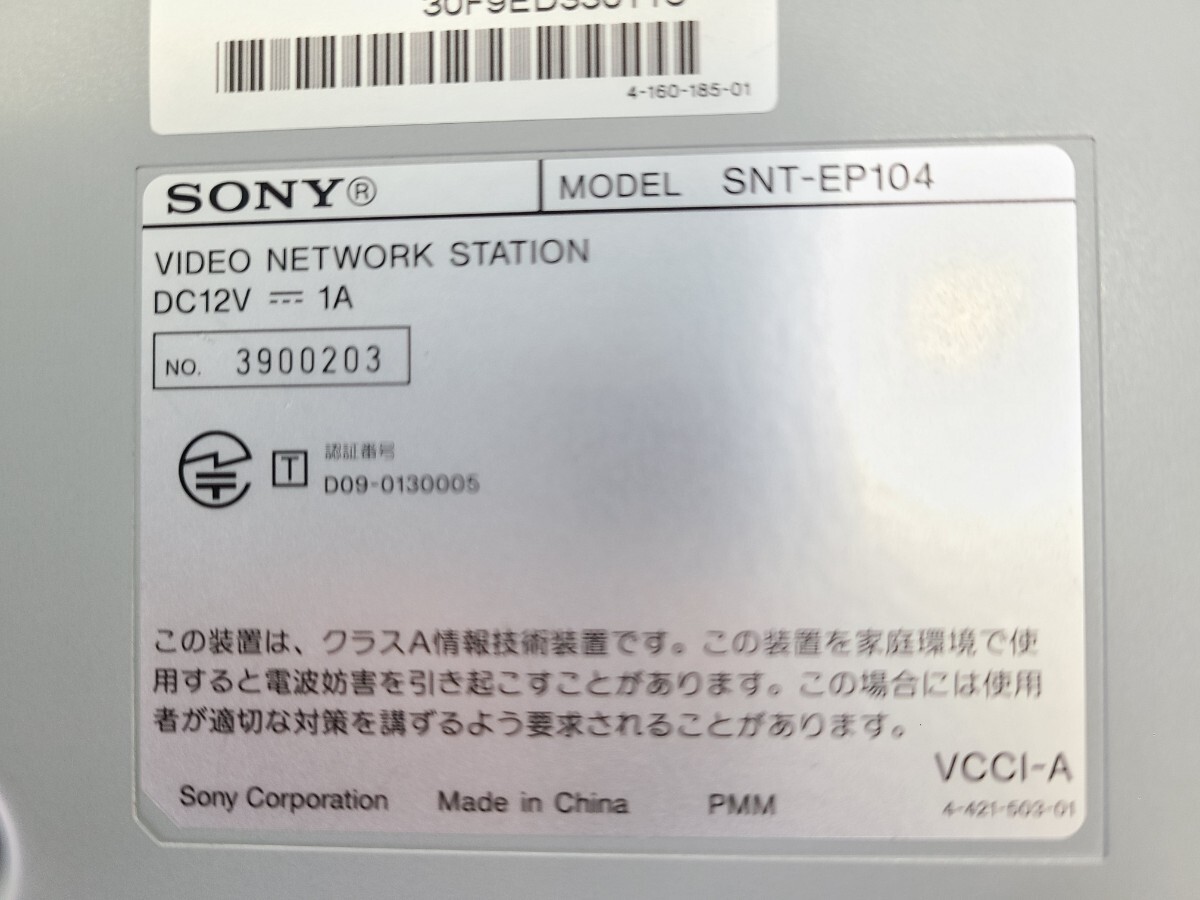 4-160-185-01
SONY® MODEL SNT-EP104
VIDEO NETWORK STATION
DC12V ⎓ 1A
NO. 3900203
T 認証番号
D09-0130005
この装置は、クラスA情報技術装置です。この装置を家庭環境で使
用すると電波妨害を引き起こすことがあります。この場合には使用
者が適切な対策を講ずるよう要求されることがあります。
VCCI-A
Sony Corporation Made in China PMM 4-421-503-01